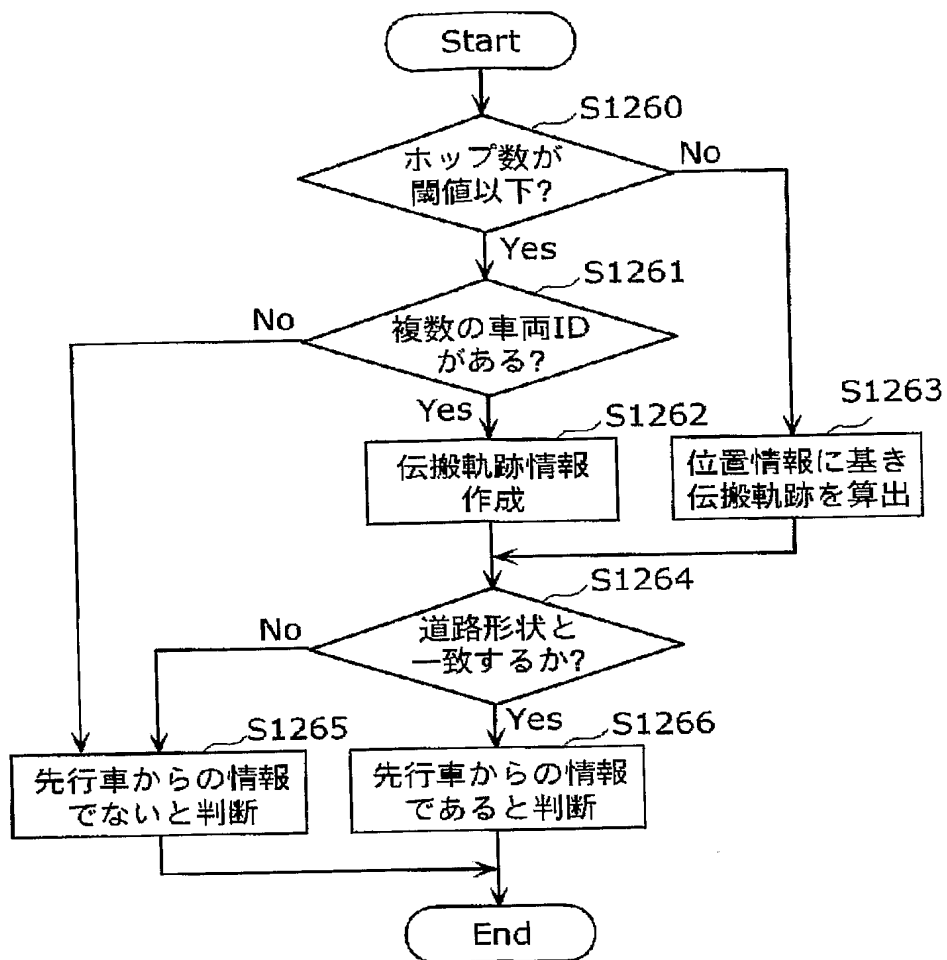 Start
S1260
ホップ数が
閾値以下?
No
Yes
S1261
複数の車両ID
がある?
No
Yes
S1262
伝搬軌跡情報
作成
S1263
位置情報に基き
伝搬軌跡を算出
S1264
道路形状と
一致するか?
No
Yes
S1265
先行車からの情報
でないと判断
S1266
先行車からの情報
であると判断
End